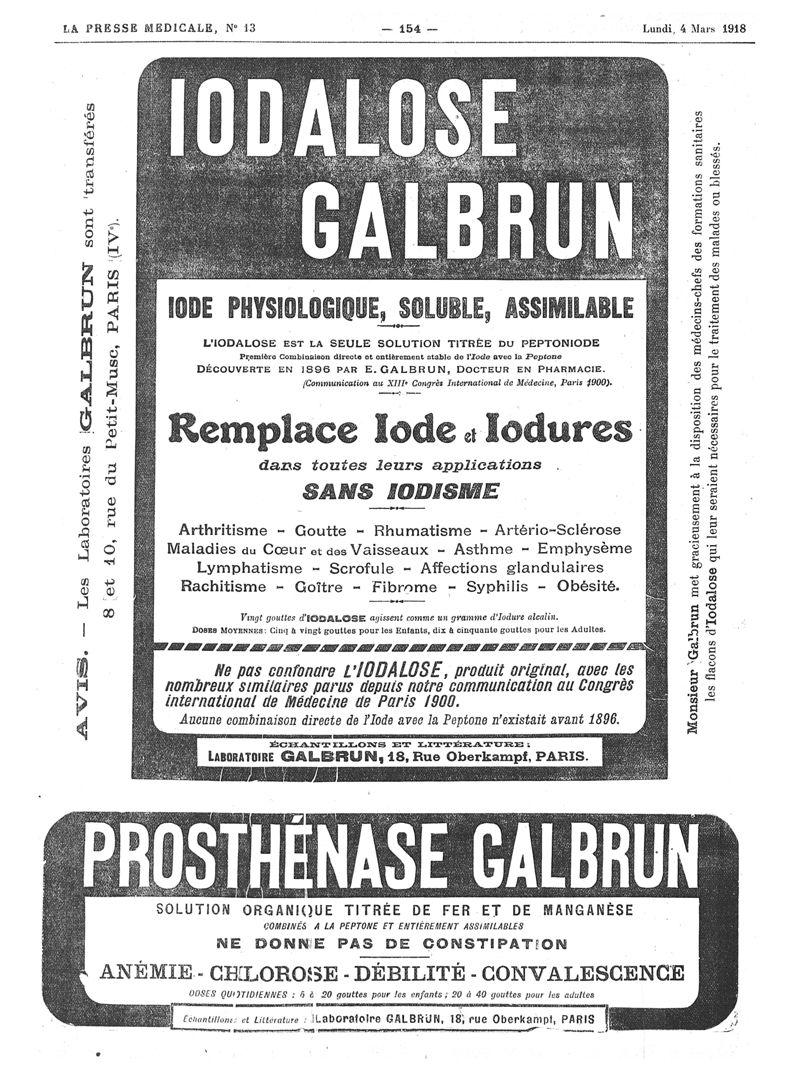 LA PRESSE MEDICALE, N° 13
— 154 —
Lundi, 4 Mars 1918
AVIS. — Les Laboratoires GALBRUN sont transférés
8 et 10, rue du Petit-Musc, PARIS (IVe).
IODALOSE
GALBRUN
IODE PHYSIOLOGIQUE, SOLUBLE, ASSIMILABLE
L'IODALOSE EST LA SEULE SOLUTION TITRÉE DU PEPTONIODE
Première Combinaison directe et entièrement stable de l'Iode avec la Peptone
DÉCOUVERTE EN 1896 PAR E. GALBRUN, DOCTEUR EN PHARMACIE.
(Communication au XIIIe Congrès International de Médecine, Paris 1900).
Remplace Iode et Iodures
dans toutes leurs applications
SANS IODISME
Arthritisme - Goutte - Rhumatisme - Artério-Sclérose
Maladies du Cœur et des Vaisseaux - Asthme - Emphysème
Lymphatisme - Scrofule - Affections glandulaires
Rachitisme - Goître - Fibrome - Syphilis - Obésité.
Vingt gouttes d'IODALOSE agissent comme un gramme d'Iodure alcalin.
DOSES MOYENNES: Cinq à vingt gouttes pour les Enfants, dix à cinquante gouttes pour les Adultes.
Ne pas confondre L'IODALOSE, produit original, avec les
nombreux similaires parus depuis notre communication au Congrès
international de Médecine de Paris 1900.
Aucune combinaison directe de l'Iode avec la Peptone n'existait avant 1896.
ÉCHANTILLONS ET LITTÉRATURE:
LABORATOIRE GALBRUN, 18, Rue Oberkampf, PARIS.
Monsieur Galbrun met gracieusement à la disposition des médecins-chefs des formations sanitaires
les flacons d'Iodalose qui leur seraient nécessaires pour le traitement des malades ou blessés.
PROSTHÉNASE GALBRUN
SOLUTION ORGANIQUE TITRÉE DE FER ET DE MANGANÈSE
COMBINÉS A LA PEPTONE ET ENTIÈREMENT ASSIMILABLES
NE DONNE PAS DE CONSTIPATION
ANÉMIE - CHLOROSE - DÉBILITÉ - CONVALESCENCE
DOSES QUOTIDIENNES : 5 à 20 gouttes pour les enfants ; 20 à 40 gouttes pour les adultes
Échantillons et Littérature : Laboratoire GALBRUN, 18, rue Oberkampf, PARIS